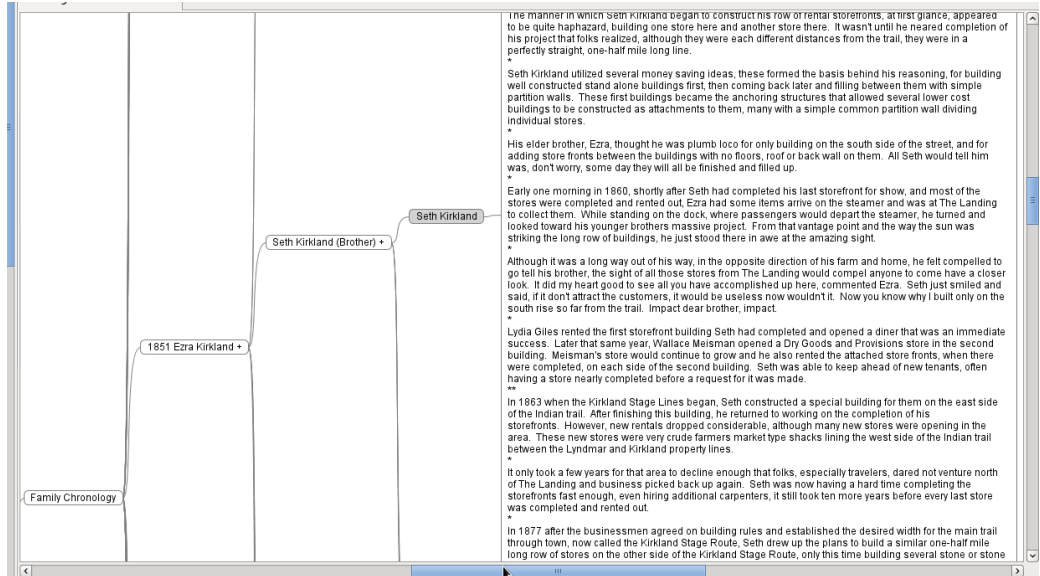 The manner in which Seth Kirkland began to construct his row of rental storefronts, at first glance, appeared
to be quite haphazard, building one store here and another store there.  It wasn't until he neared completion of
his project that folks realized, although they were each different distances from the trail, they were in a
perfectly straight, one-half mile long line.
*
Seth Kirkland utilized several money saving ideas, these formed the basis behind his reasoning, for building
well constructed stand alone buildings first, then coming back later and filling between them with simple
partition walls.  These first buildings became the anchoring structures that allowed several lower cost
buildings to be constructed as attachments to them, many with a simple common partition wall dividing
individual stores.
*
His elder brother, Ezra, thought he was plumb loco for only building on the south side of the street, and for
adding store fronts between the buildings with no floors, roof or back wall on them.  All Seth would tell him
was, don't worry, some day they will all be finished and filled up.
*
Early one morning in 1860, shortly after Seth had completed his last storefront for show, and most of the
stores were completed and rented out, Ezra had some items arrive on the steamer and was at The Landing
to collect them.  While standing on the dock, where passengers would depart the steamer, he turned and
looked toward his younger brothers massive project.  From that vantage point and the way the sun was
striking the long row of buildings, he just stood there in awe at the amazing sight.
*
Although it was a long way out of his way, in the opposite direction of his farm and home, he felt compelled to
go tell his brother, the sight of all those stores from The Landing would compel anyone to come have a closer
look.  It did my heart good to see all you have accomplished up here, commented Ezra.  Seth just smiled and
said, if it don't attract the customers, it would be useless now wouldn't it.  Now you know why I built only on the
south rise so far from the trail.  Impact dear brother, impact.
*
Lydia Giles rented the first storefront building Seth had completed and opened a diner that was an immediate
success.  Later that same year, Wallace Meisman opened a Dry Goods and Provisions store in the second
building.  Meisman's store would continue to grow and he also rented the attached store fronts, when there
were completed, on each side of the second building.  Seth was able to keep ahead of new tenants, often
having a store nearly completed before a request for it was made.
**
In 1863 when the Kirkland Stage Lines began, Seth constructed a special building for them on the east side
of the Indian trail.  After finishing this building, he returned to working on the completion of his
storefronts.  However, new rentals dropped considerable, although many new stores were opening in the
area.  These new stores were very crude farmers market type shacks lining the west side of the Indian trail
between the Lyndmar and Kirkland property lines.
*
It only took a few years for that area to decline enough that folks, especially travelers, dared not venture north
of The Landing and business picked back up again.  Seth was now having a hard time completing the
storefronts fast enough, even hiring additional carpenters, it still took ten more years before every last store
was completed and rented out.
*
In 1877 after the businessmen agreed on building rules and established the desired width for the main trail
through town, now called the Kirkland Stage Route, Seth drew up the plans to build a similar one-half mile
long row of stores on the other side of the Kirkland Stage Route, only this time building several stone or stone
Seth Kirkland
Seth Kirkland (Brother) +
1851 Ezra Kirkland +
Family Chronology